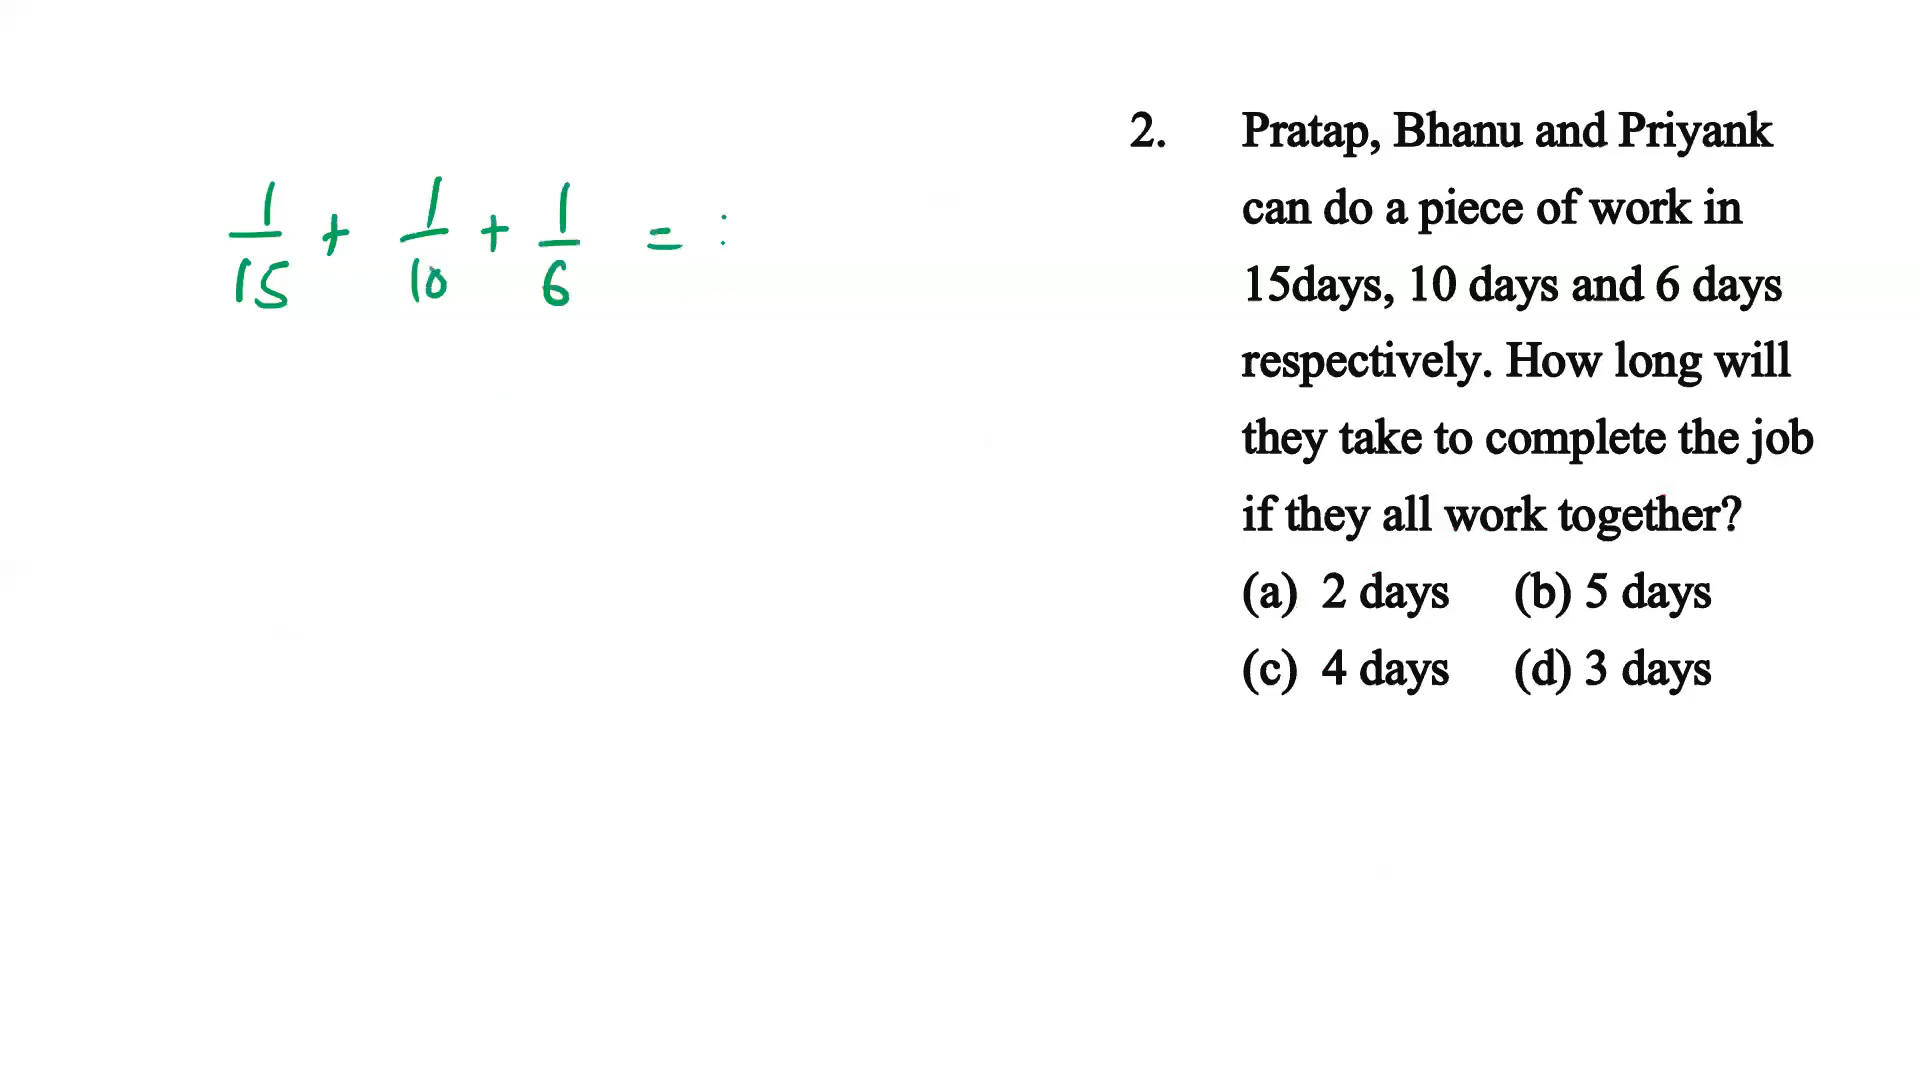 1/15 + 1/10 + 1/6 =
2. Pratap, Bhanu and Priyank
can do a piece of work in
15days, 10 days and 6 days
respectively. How long will
they take to complete the job
if they all work together?
(a) 2 days (b) 5 days
(c) 4 days (d) 3 days